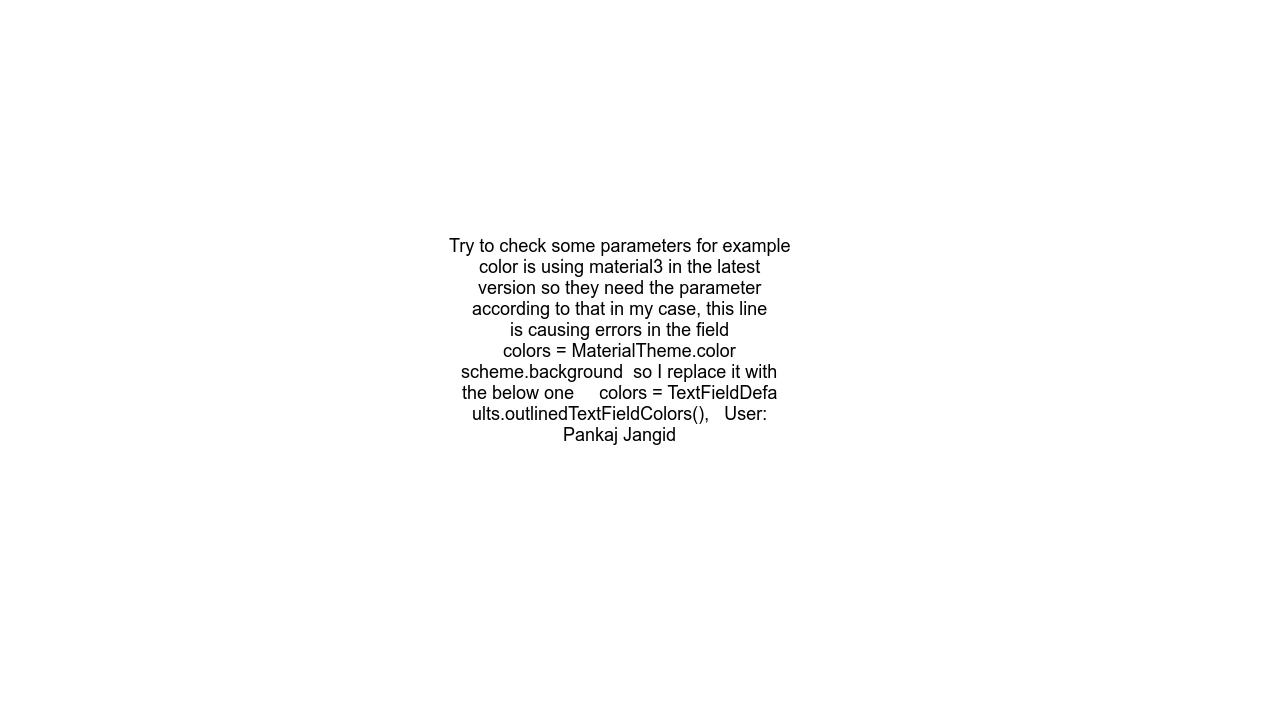 Try to check some parameters for example
color is using material3 in the latest
version so they need the parameter
according to that in my case, this line
is causing errors in the field
colors = MaterialTheme.color
scheme.background  so I replace it with
the below one     colors = TextFieldDefa
ults.outlinedTextFieldColors(),   User:
Pankaj Jangid